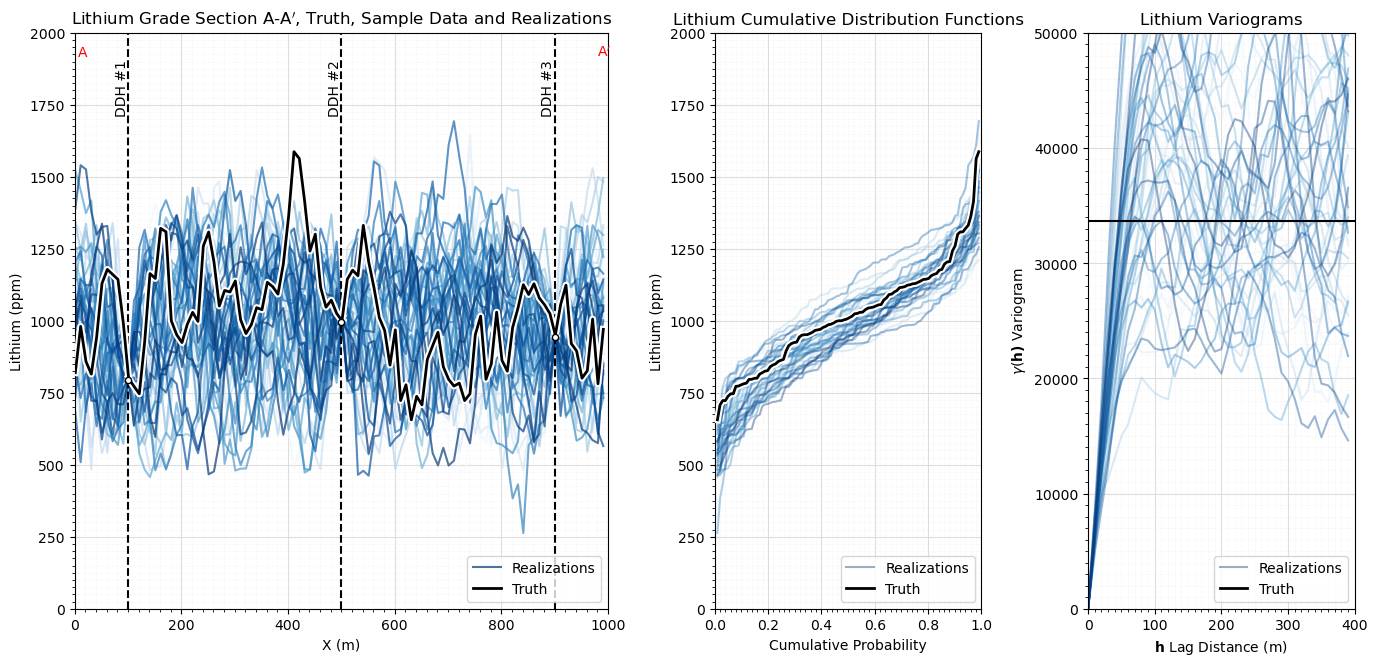 Lithium Grade Section A-A′, Truth, Sample Data and Realizations
Lithium (ppm)
2000
1750
1500
1250
1000
750
500
250
0
A
A
DDH #1
DDH #2
DDH #3
Realizations
Truth
0
200
400
600
800
1000
X (m)
Lithium Cumulative Distribution Functions
Lithium (ppm)
2000
1750
1500
1250
1000
750
500
250
0
Realizations
Truth
0.0
0.2
0.4
0.6
0.8
1.0
Cumulative Probability
Lithium Variograms
γ(h) Variogram
50000
40000
30000
20000
10000
0
Realizations
Truth
0
100
200
300
400
h Lag Distance (m)